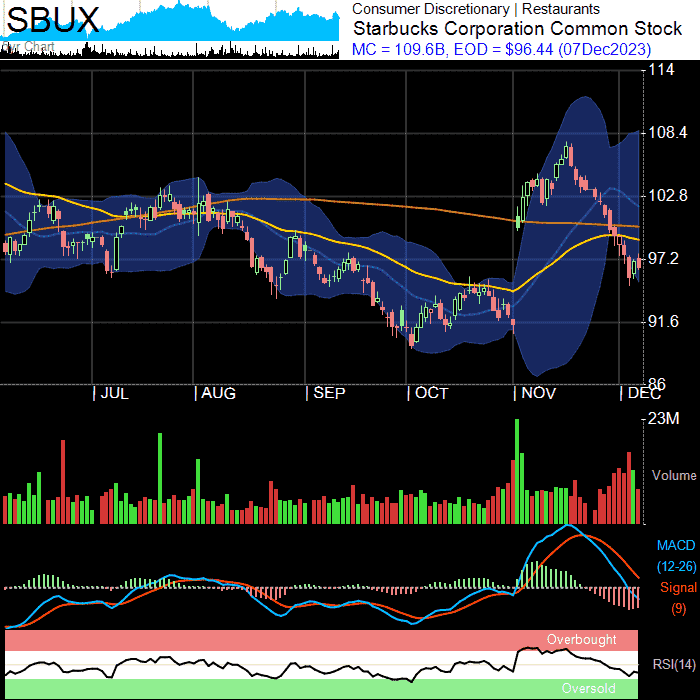 SBUX
5yr Chart
Consumer Discretionary | Restaurants
Starbucks Corporation Common Stock
MC = 109.6B, EOD = $96.44 (07Dec2023)
114
108.4
102.8
97.2
91.6
86
| JUL | AUG | SEP | OCT | NOV | DEC
23M
Volume
MACD
(12-26)
Signal
(9)
Overbought
RSI(14)
Oversold